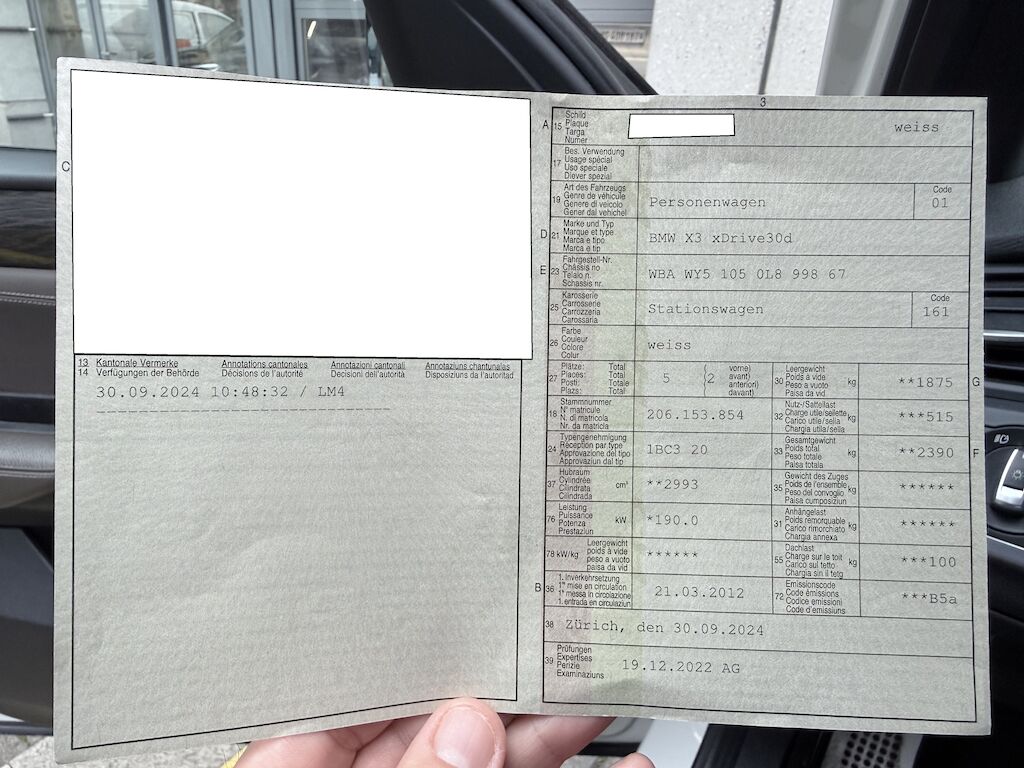 C
13 Kantonale Vermerke Annotations cantonales Annotazioni cantonali Annotaziuns chantunalas
14 Verfügungen der Behörde Décisions de l'autorité Decisioni dell'autorità Disposiziuns da l'autoritad
30.09.2024 10:48:32 / LM4
3
A 15 Schild
Plaque
Targa
Numer
weiss
17 Bes. Verwendung
Usage spécial
Uso speciale
Diever spezial
19 Art des Fahrzeugs
Genre de véhicule
Genere di veicolo
Gener dal vehichel
Personenwagen
Code
01
D 21 Marke und Typ
Marque et type
Marca e tipo
Marca e tip
BMW X3 xDrive30d
E 23 Fahrgestell-Nr.
Châssis no
Telaio n.
Schassis nr.
WBA WY5 105 0L8 998 67
25 Karosserie
Carrosserie
Carrozzeria
Carossaria
Stationswagen
Code
161
26 Farbe
Couleur
Colore
Colur
weiss
27 Plätze: Total
Places: Total
Posti: Totale
Plazs: Total
5 (2 vorne)
avant)
anteriori)
davant)
30 Leergewicht
Poids à vide
Peso a vuoto
Paisa da vid
kg
**1875
G
18 Stammnummer
N° matricule
N. di matricola
Nr. da matricla
206.153.854
32 Nutz-/Sattellast
Charge utile/sellette
Carico utile/sella
Chargia utila/sella
kg
***515
24 Typengenehmigung
Réception par type
Approvazione del tipo
Approvaziun dal tip
1BC3 20
33 Gesamtgewicht
Poids total
Peso totale
Paisa totala
kg
**2390
F
37 Hubraum
Cylindrée
Cilindrata
Cilindrada
cm³
**2993
35 Gewicht des Zuges
Poids de l'ensemble
Peso del convoglio
Paisa cumposiziun
kg
******
76 Leistung
Puissance
Potenza
Prestaziun
kW
*190.0
31 Anhängelast
Poids remorquable
Carico rimorchiato
Chargia annexa
kg
******
78 kW/kg Leergewicht
poids à vide
peso a vuoto
paisa da vid
******
55 Dachlast
Charge sur le toit
Carico sul tetto
Chargia sin il tetg
kg
***100
B 36 1. Inverkehrsetzung
1re mise en circulation
1a messa in circolazione
1. entrada en circulaziun
21.03.2012
72 Emissionscode
Code émissions
Codice emissioni
Code d'emissiuns
***B5a
38 Zürich, den 30.09.2024
39 Prüfungen
Expertises
Perizie
Examinaziuns
19.12.2022 AG